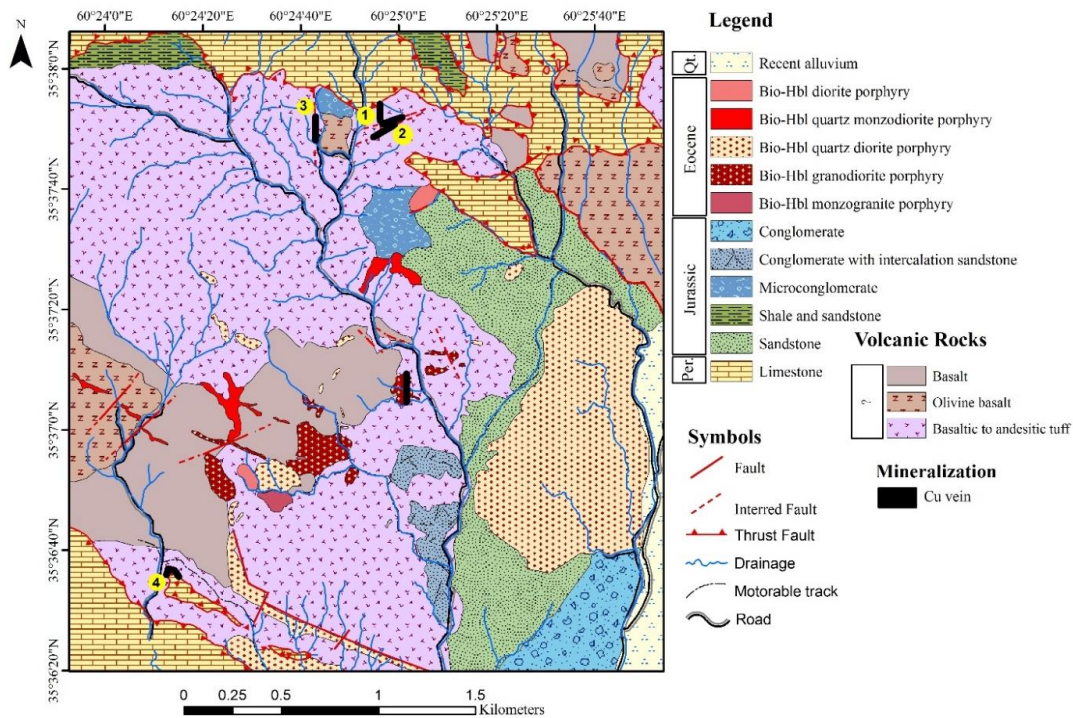 N
60°24'0"E 60°24'40"E 60°25'0"E 60°25'20"E 60°25'40"E
35°38'0"N
35°37'40"N
35°37'20"N
35°37'0"N
35°36'40"N
35°36'20"N
3
1
2
4
0 0.25 0.5 1 1.5
Kilometers
Legend
Qt.
Recent alluvium
Eocene
Bio-Hbl diorite porphyry
Bio-Hbl quartz monzodiorite porphyry
Bio-Hbl quartz diorite porphyry
Bio-Hbl granodiorite porphyry
Bio-Hbl monzogranite porphyry
Jurassic
Conglomerate
Conglomerate with intercalation sandstone
Microconglomerate
Shale and sandstone
Sandstone
Per.
Limestone
Volcanic Rocks
?
Basalt
Olivine basalt
Basaltic to andesitic tuff
Symbols
Fault
Interred Fault
Thrust Fault
Drainage
Motorable track
Road
Mineralization
Cu vein